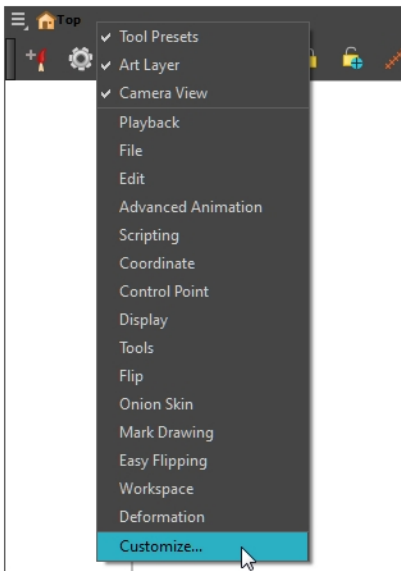 Top
Tool Presets
Art Layer
Camera View
Playback
File
Edit
Advanced Animation
Scripting
Coordinate
Control Point
Display
Tools
Flip
Onion Skin
Mark Drawing
Easy Flipping
Workspace
Deformation
Customize...